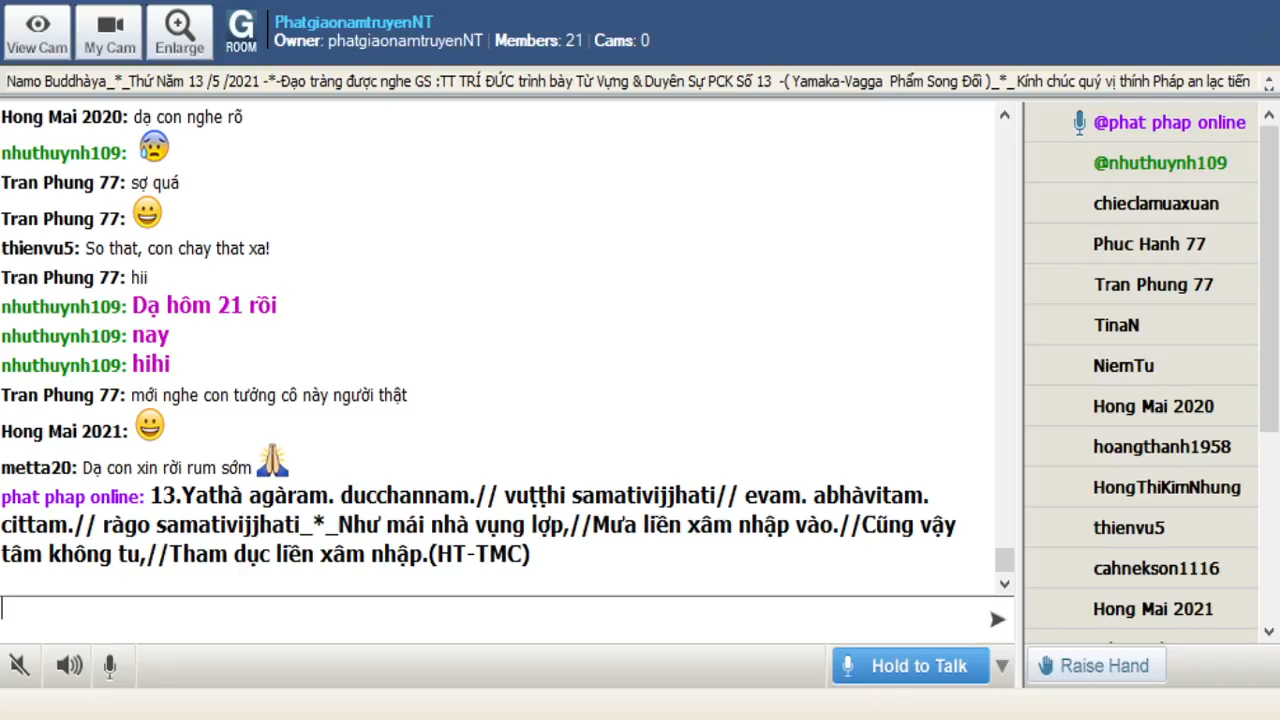 View Cam
My Cam
Enlarge
G
ROOM
PhatgiaonamtruyenNT
Owner: phatgiaonamtruyenNT | Members: 21 | Cams: 0
Namo Buddhàya_*_Thứ Năm 13 /5 /2021 -*-Đạo tràng được nghe GS :TT TRÍ ĐỨC trình bày Từ Vựng & Duyên Sự PCK Số 13 -( Yamaka-Vagga Phẩm Song Đối )_*_ Kính chúc quý vị thính Pháp an lạc tiến
Hong Mai 2020: dạ con nghe rõ
nhuthuynh109:
Tran Phung 77: sợ quá
Tran Phung 77:
thienvu5: So that, con chay that xa!
Tran Phung 77: hii
nhuthuynh109: Dạ hôm 21 rồi
nhuthuynh109: nay
nhuthuynh109: hihi
Tran Phung 77: mới nghe con tướng cô này người thật
Hong Mai 2021:
metta20: Dạ con xin rời rum sớm
phat phap online: 13.Yathà agàram. ducchannam.// vuṭṭhi samativijjhati// evam. abhàvitam.
cittam.// ràgo samativijjhati_*_Như mái nhà vụng lợp,//Mưa liền xâm nhập vào.//Cũng vậy
tâm không tu,//Tham dục liền xâm nhập.(HT-TMC)
@phat phap online
@nhuthuynh109
chieclamuaxuan
Phuc Hanh 77
Tran Phung 77
TinaN
NiemTu
Hong Mai 2020
hoangthanh1958
HongThiKimNhung
thienvu5
cahnekson1116
Hong Mai 2021
Hold to Talk
Raise Hand